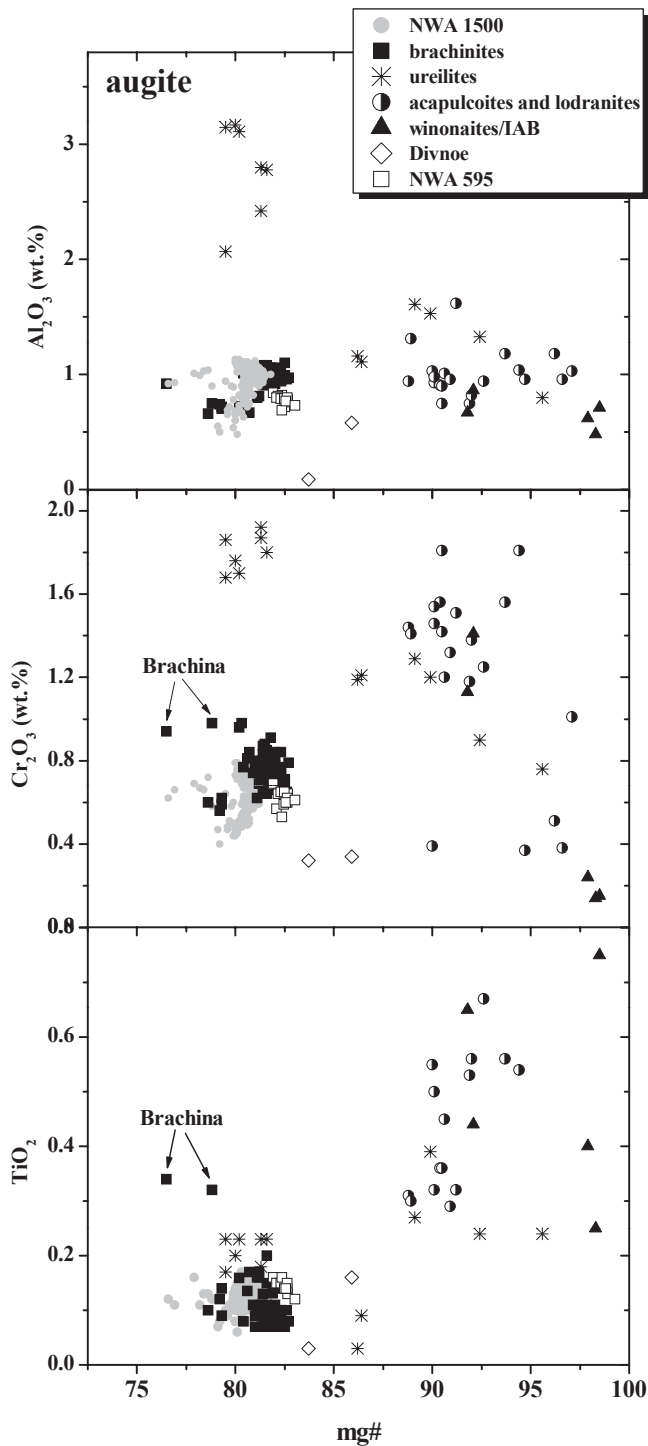 NWA 1500
brachinites
ureilites
acapulcoites and lodranites
winonaites/IAB
Divnoe
NWA 595
augite
3
2
1
0
Al₂O₃ (wt.%)
2.0
1.6
1.2
0.8
0.4
Cr₂O₃ (wt.%)
Brachina
0.6
0.4
0.2
0.0
TiO₂
Brachina
75
80
85
90
95
100
mg#